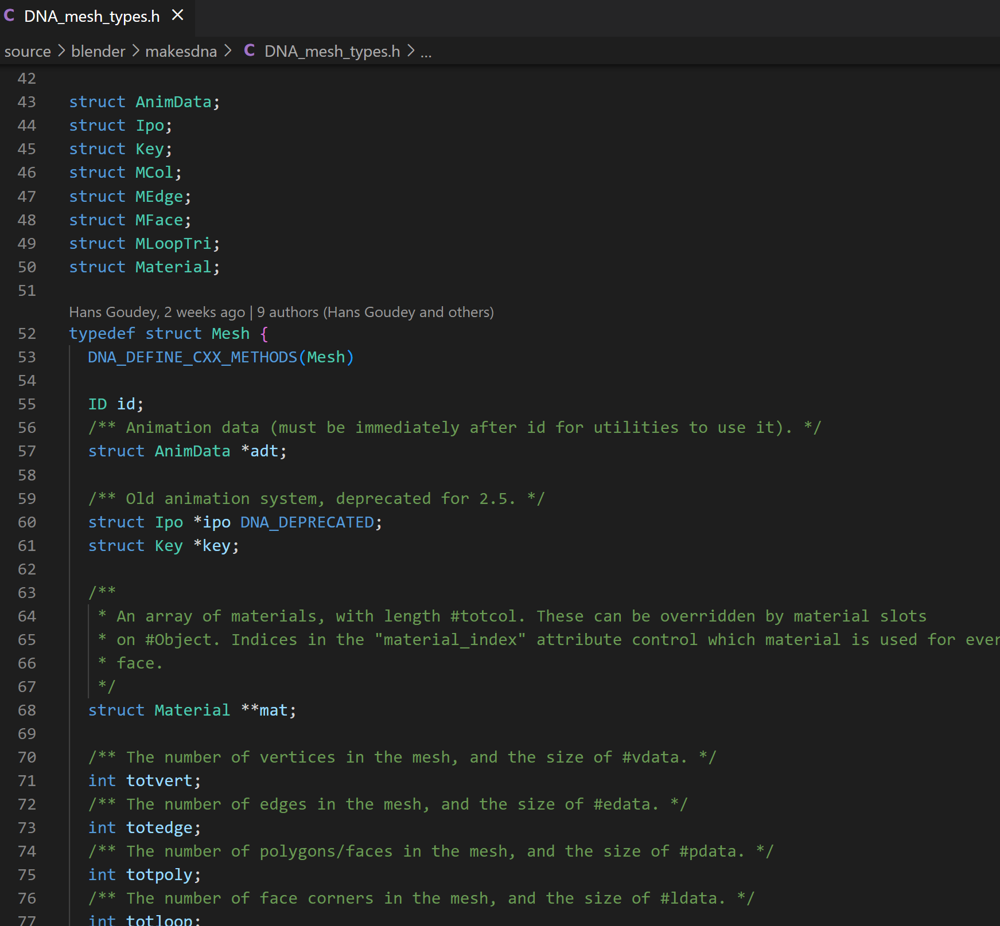 C DNA_mesh_types.h ×
source > blender > makesdna > C DNA_mesh_types.h > ...
42
43 struct AnimData;
44 struct Ipo;
45 struct Key;
46 struct MCol;
47 struct MEdge;
48 struct MFace;
49 struct MLoopTri;
50 struct Material;
51
Hans Goudey, 2 weeks ago | 9 authors (Hans Goudey and others)
52 typedef struct Mesh {
53   DNA_DEFINE_CXX_METHODS(Mesh)
54
55   ID id;
56   /** Animation data (must be immediately after id for utilities to use it). */
57   struct AnimData *adt;
58
59   /** Old animation system, deprecated for 2.5. */
60   struct Ipo *ipo DNA_DEPRECATED;
61   struct Key *key;
62
63   /**
64    * An array of materials, with length #totcol. These can be overridden by material slots
65    * on #Object. Indices in the "material_index" attribute control which material is used for ever
66    * face.
67    */
68   struct Material **mat;
69
70   /** The number of vertices in the mesh, and the size of #vdata. */
71   int totvert;
72   /** The number of edges in the mesh, and the size of #edata. */
73   int totedge;
74   /** The number of polygons/faces in the mesh, and the size of #pdata. */
75   int totpoly;
76   /** The number of face corners in the mesh, and the size of #ldata. */
77   int totloop;